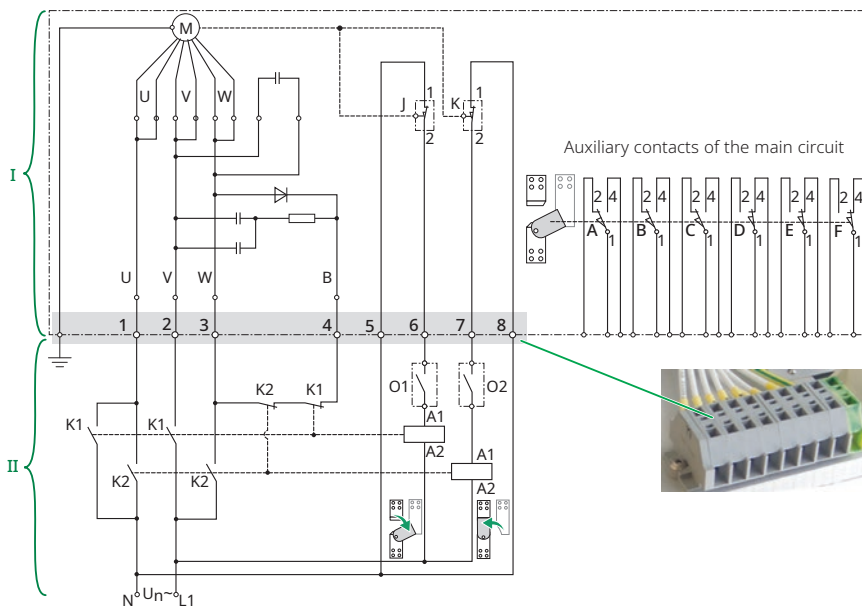 M
U V W
J 1 K 1
2 2
Auxiliary contacts of the main circuit
2 4 2 4 2 4 2 4 2 4 2 4
A B C D E F
1 1 1 1 1 1
I
U V W B
1 2 3 4 5 6 7 8
K2 K1 O1 O2
K1 K1 A1
A2
II
K2 K2 A1
A2
N Un~ L1